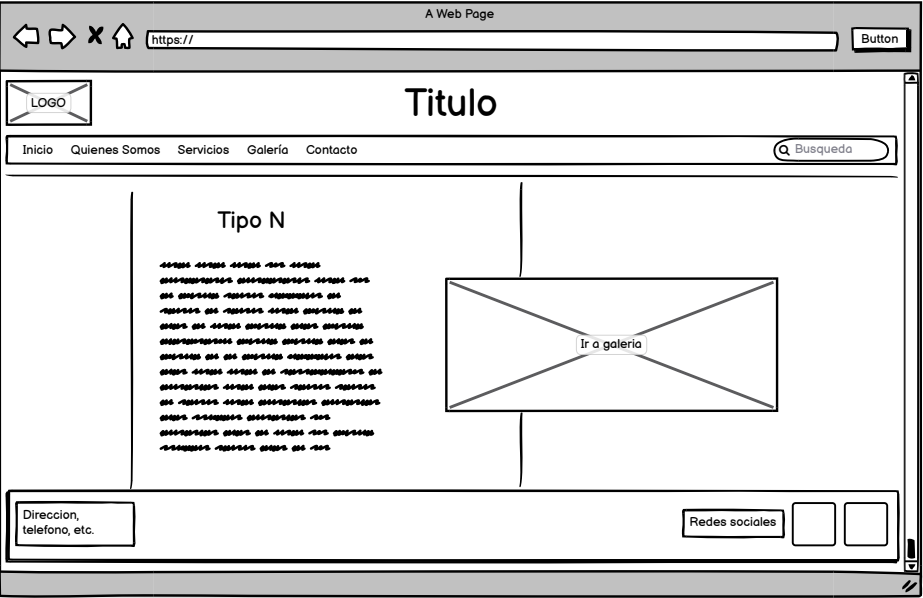 A Web Page
https://
Button
LOGO
Titulo
Inicio Quienes Somos Servicios Galería Contacto
Busqueda
Tipo N
Ir a galeria
Direccion,
telefono, etc.
Redes sociales